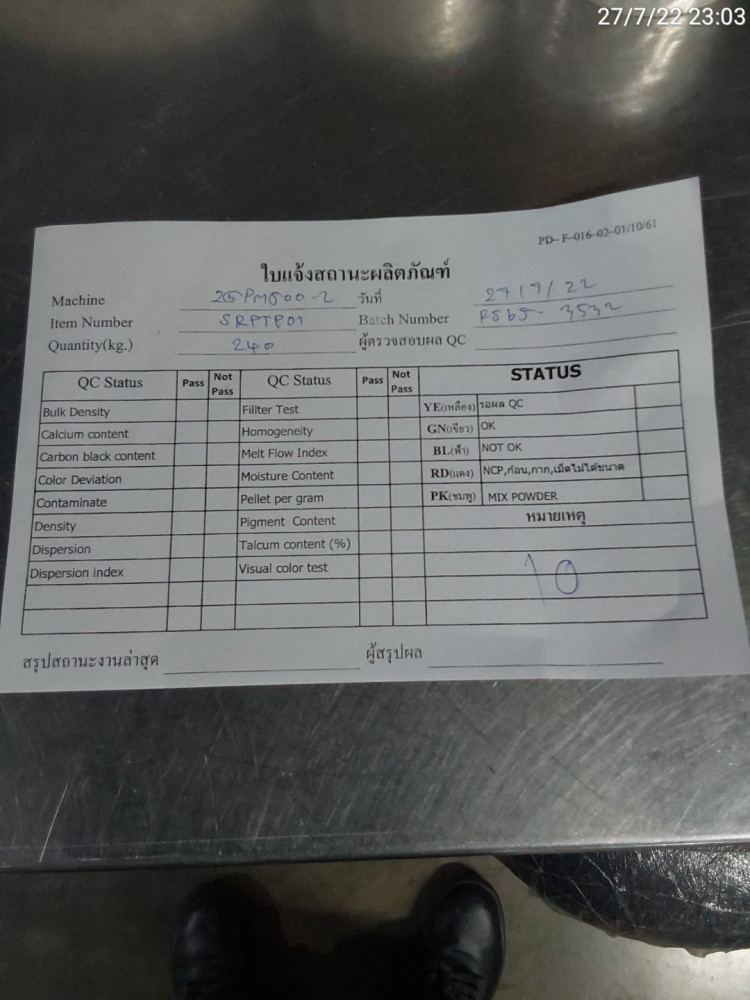 27/7/22 23:03
PD-F-016-02-01/10/61
ใบแจ้งสถานะผลิตภัณฑ์
Machine วันที่ 27/7/22
Item Number SRPTP01 Batch Number
Quantity(kg.) 240 ผู้ตรวจสอบผล QC
QC Status Pass Not Pass QC Status Pass Not Pass STATUS
Bulk Density Fillter Test YE(เหลือง) รอผล QC
Calcium content Homogeneity GN(เขียว) OK
Carbon black content Melt Flow Index BL(ฟ้า) NOT OK
Color Deviation Moisture Content RD(แดง) NCP,ก้อน,กาก,เม็ดไม่ได้ขนาด
Contaminate Pellet per gram PK(ชมพู) MIX POWDER
Density Pigment Content หมายเหตุ
Dispersion Talcum content (%)
Dispersion index Visual color test 10
สรุปสถานะงานล่าสุด ผู้สรุปผล